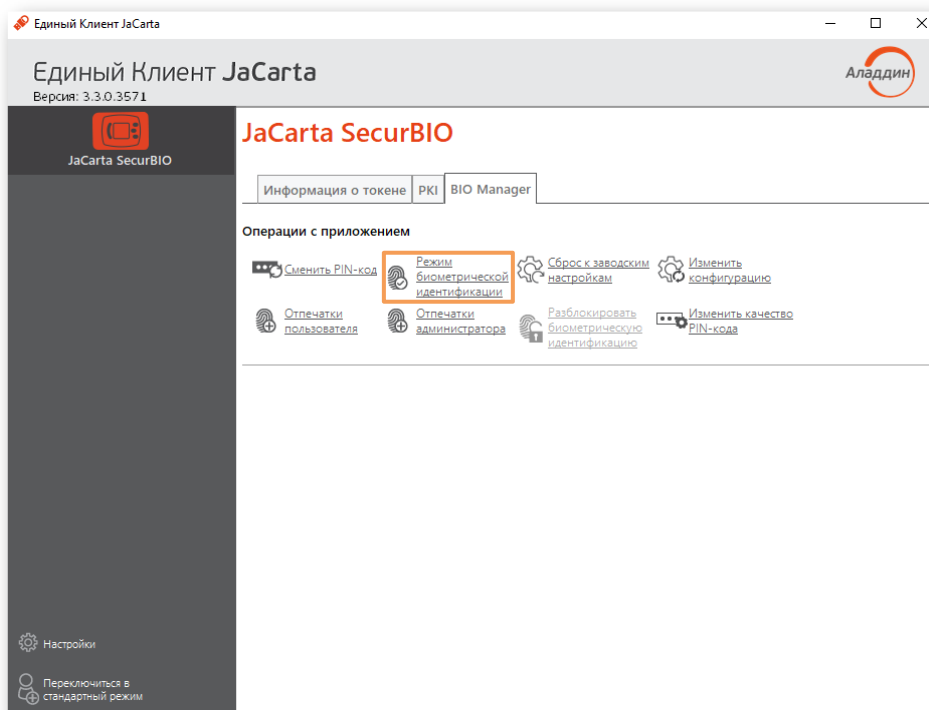 Единый Клиент JaCarta
Единый Клиент JaCarta
Версия: 3.3.0.3571
Аладдин
JaCarta SecurBIO
JaCarta SecurBIO
Информация о токене
PKI
BIO Manager
Операции с приложением
Сменить PIN-код
Режим
биометрической
идентификации
Сброс к заводским
настройкам
Изменить
конфигурацию
Отпечатки
пользователя
Отпечатки
администратора
Разблокировать
биометрическую
идентификацию
Изменить качество
PIN-кода
Настройки
Переключиться в
стандартный режим